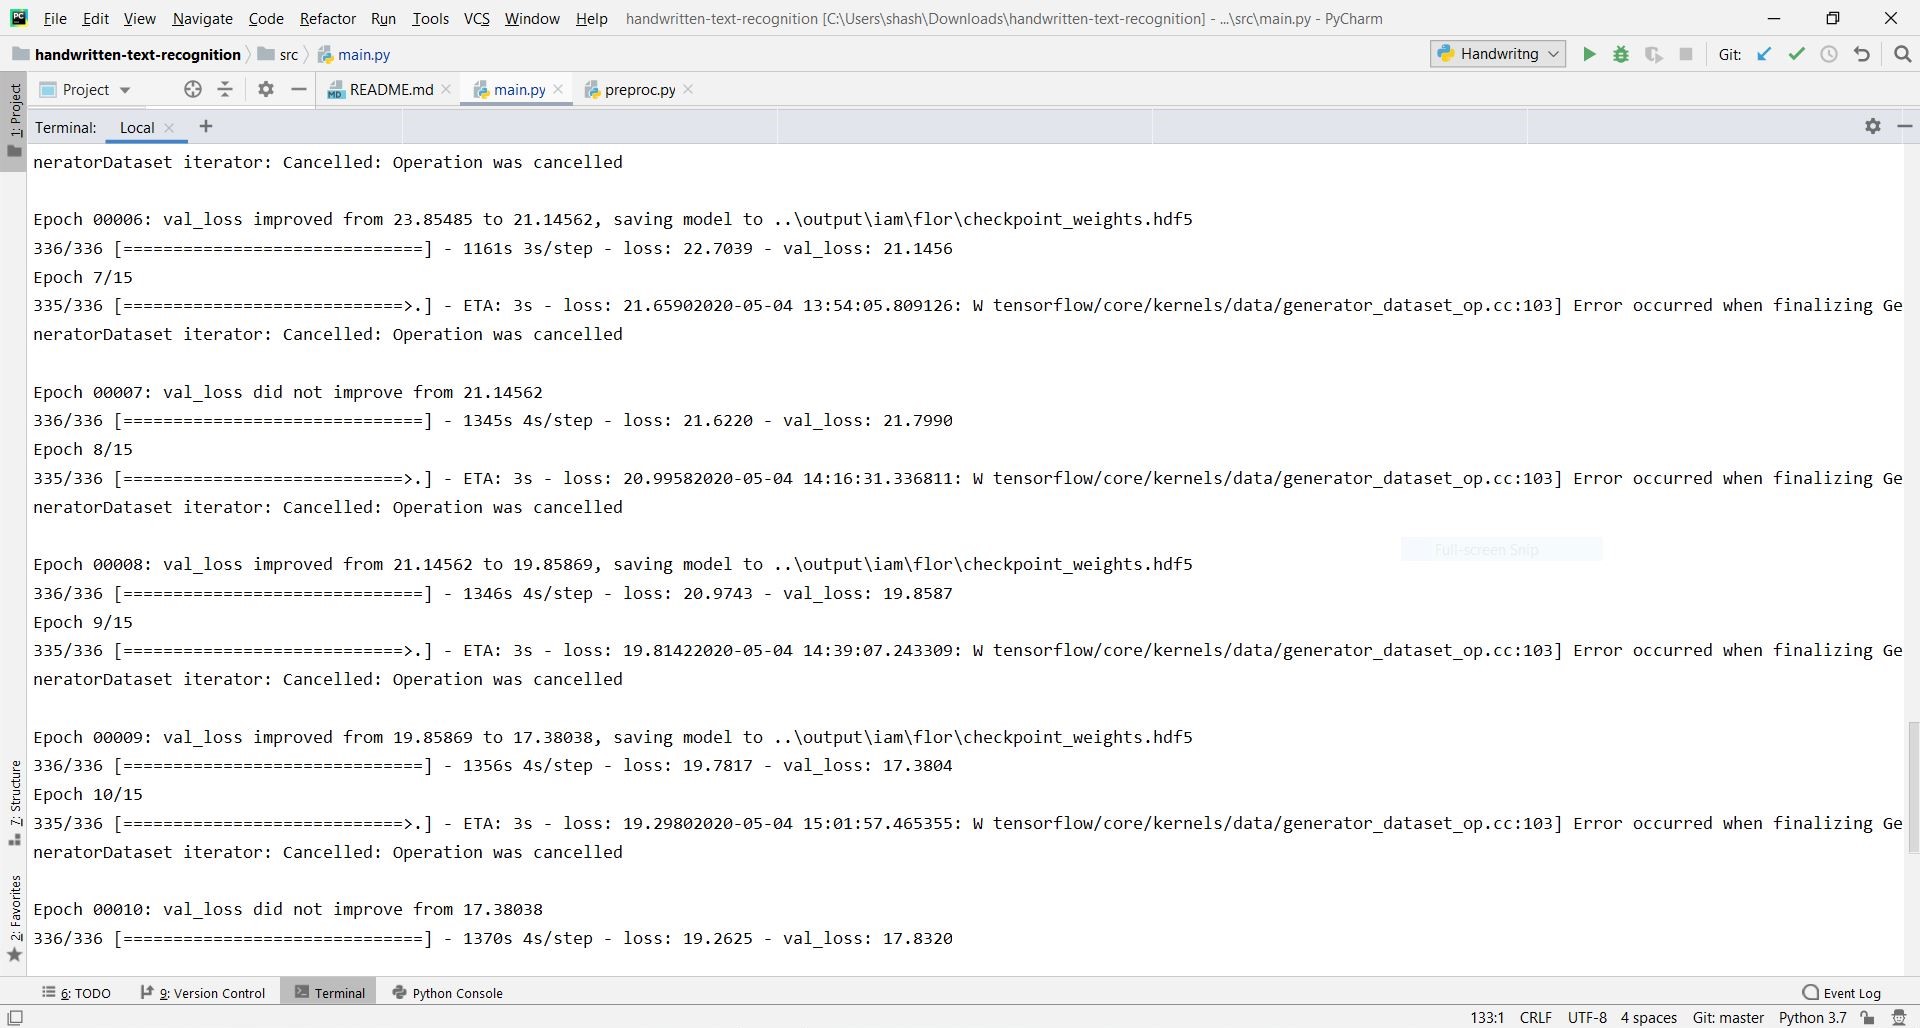 File Edit View Navigate Code Refactor Run Tools VCS Window Help handwritten-text-recognition [C:\Users\shash\Downloads\handwritten-text-recognition] - ...\src\main.py - PyCharm
handwritten-text-recognition src main.py Handwritng Git:
1: Project
Project README.md main.py preproc.py
Terminal: Local
neratorDataset iterator: Cancelled: Operation was cancelled
Epoch 00006: val_loss improved from 23.85485 to 21.14562, saving model to ..\output\iam\flor\checkpoint_weights.hdf5
336/336 [==============================] - 1161s 3s/step - loss: 22.7039 - val_loss: 21.1456
Epoch 7/15
335/336 [============================>.] - ETA: 3s - loss: 21.65902020-05-04 13:54:05.809126: W tensorflow/core/kernels/data/generator_dataset_op.cc:103] Error occurred when finalizing Ge
neratorDataset iterator: Cancelled: Operation was cancelled
Epoch 00007: val_loss did not improve from 21.14562
336/336 [==============================] - 1345s 4s/step - loss: 21.6220 - val_loss: 21.7990
Epoch 8/15
335/336 [============================>.] - ETA: 3s - loss: 20.99582020-05-04 14:16:31.336811: W tensorflow/core/kernels/data/generator_dataset_op.cc:103] Error occurred when finalizing Ge
neratorDataset iterator: Cancelled: Operation was cancelled
Full-screen Snip
Epoch 00008: val_loss improved from 21.14562 to 19.85869, saving model to ..\output\iam\flor\checkpoint_weights.hdf5
336/336 [==============================] - 1346s 4s/step - loss: 20.9743 - val_loss: 19.8587
Epoch 9/15
335/336 [============================>.] - ETA: 3s - loss: 19.81422020-05-04 14:39:07.243309: W tensorflow/core/kernels/data/generator_dataset_op.cc:103] Error occurred when finalizing Ge
neratorDataset iterator: Cancelled: Operation was cancelled
Epoch 00009: val_loss improved from 19.85869 to 17.38038, saving model to ..\output\iam\flor\checkpoint_weights.hdf5
336/336 [==============================] - 1356s 4s/step - loss: 19.7817 - val_loss: 17.3804
Epoch 10/15
335/336 [============================>.] - ETA: 3s - loss: 19.29802020-05-04 15:01:57.465355: W tensorflow/core/kernels/data/generator_dataset_op.cc:103] Error occurred when finalizing Ge
neratorDataset iterator: Cancelled: Operation was cancelled
Epoch 00010: val_loss did not improve from 17.38038
336/336 [==============================] - 1370s 4s/step - loss: 19.2625 - val_loss: 17.8320
7: Structure
2: Favorites
6: TODO 9: Version Control Terminal Python Console Event Log
133:1 CRLF UTF-8 4 spaces Git: master Python 3.7